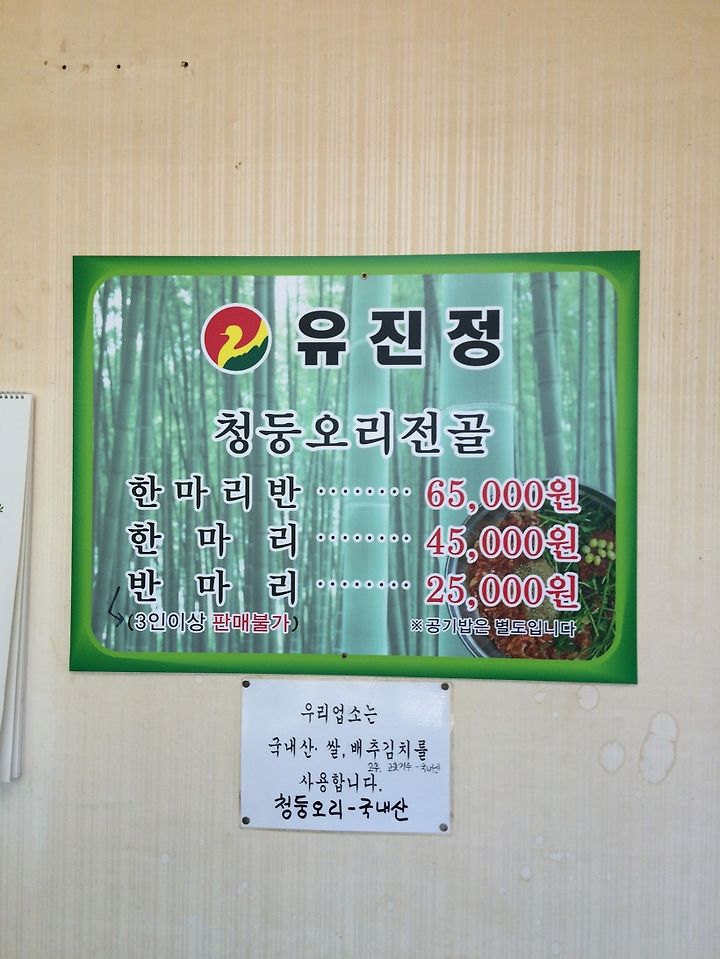 유진정
청둥오리전골
한마리반 ········· 65,000원
한 마 리 ········· 45,000원
반 마 리 ········· 25,000원
(3인이상 판매불가)
※공기밥은 별토입니다
우리업소는
국내산· 쌀, 배추김치를
고추가루-국내산
사용합니다.
청둥오리-국내산